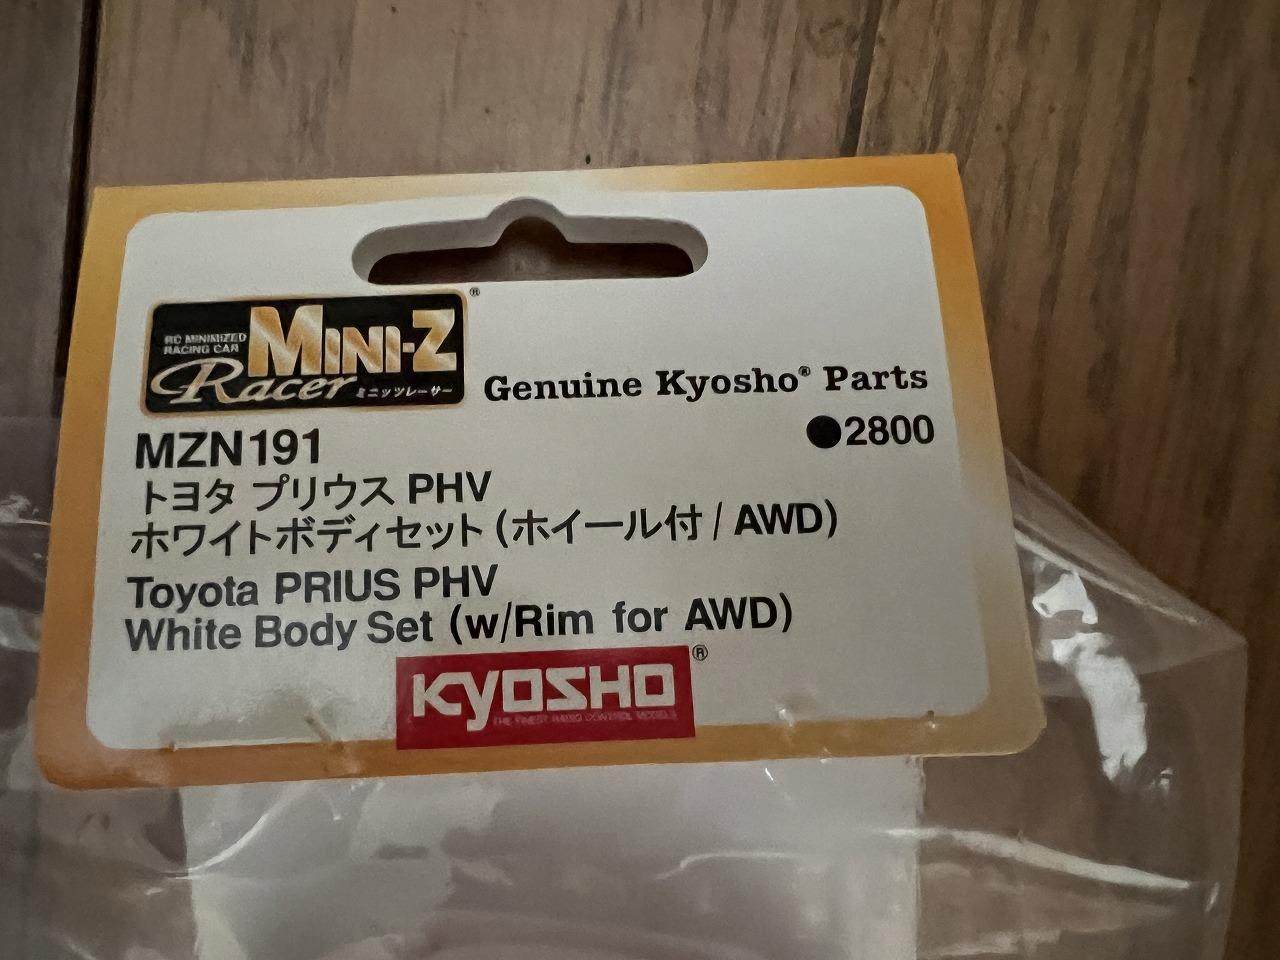 RC MINIMIZED
RACING CAR
MINI-Z®
Racer ミニッツレーサー
Genuine Kyosho® Parts
MZN191
●2800
トヨタ プリウス PHV
ホワイトボディセット (ホイール付 / AWD)
Toyota PRIUS PHV
White Body Set (w/Rim for AWD)
KYOSHO®
THE FINEST RADIO CONTROL MODELS